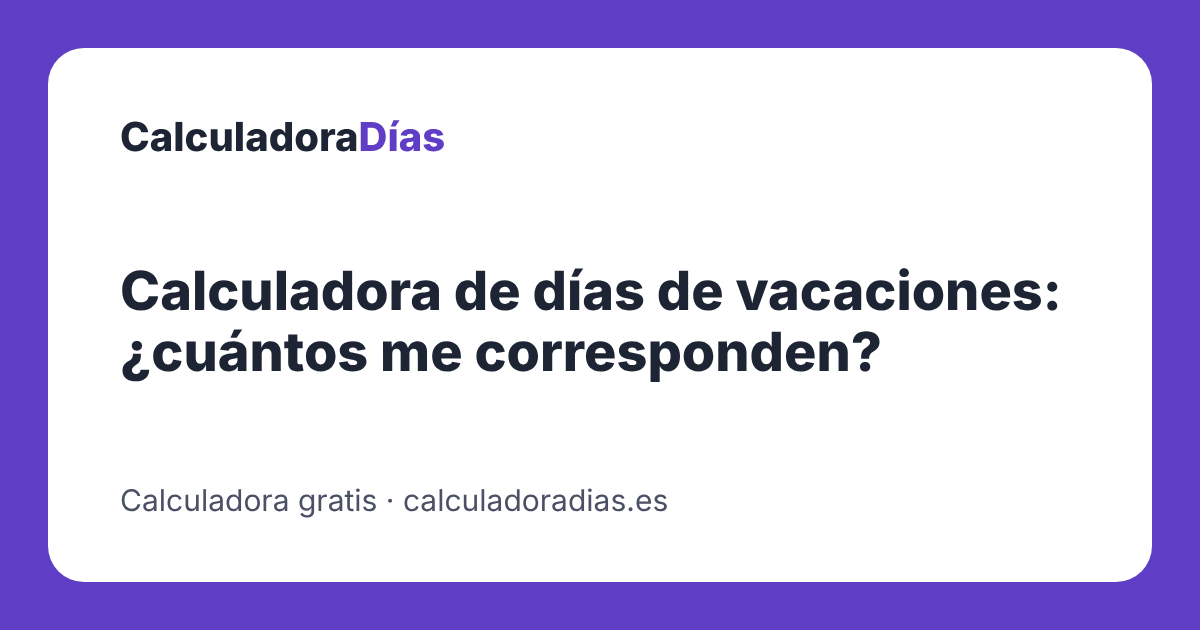 CalculadoraDías
Calculadora de días de vacaciones:
¿cuántos me corresponden?
Calculadora gratis · calculadoradias.es